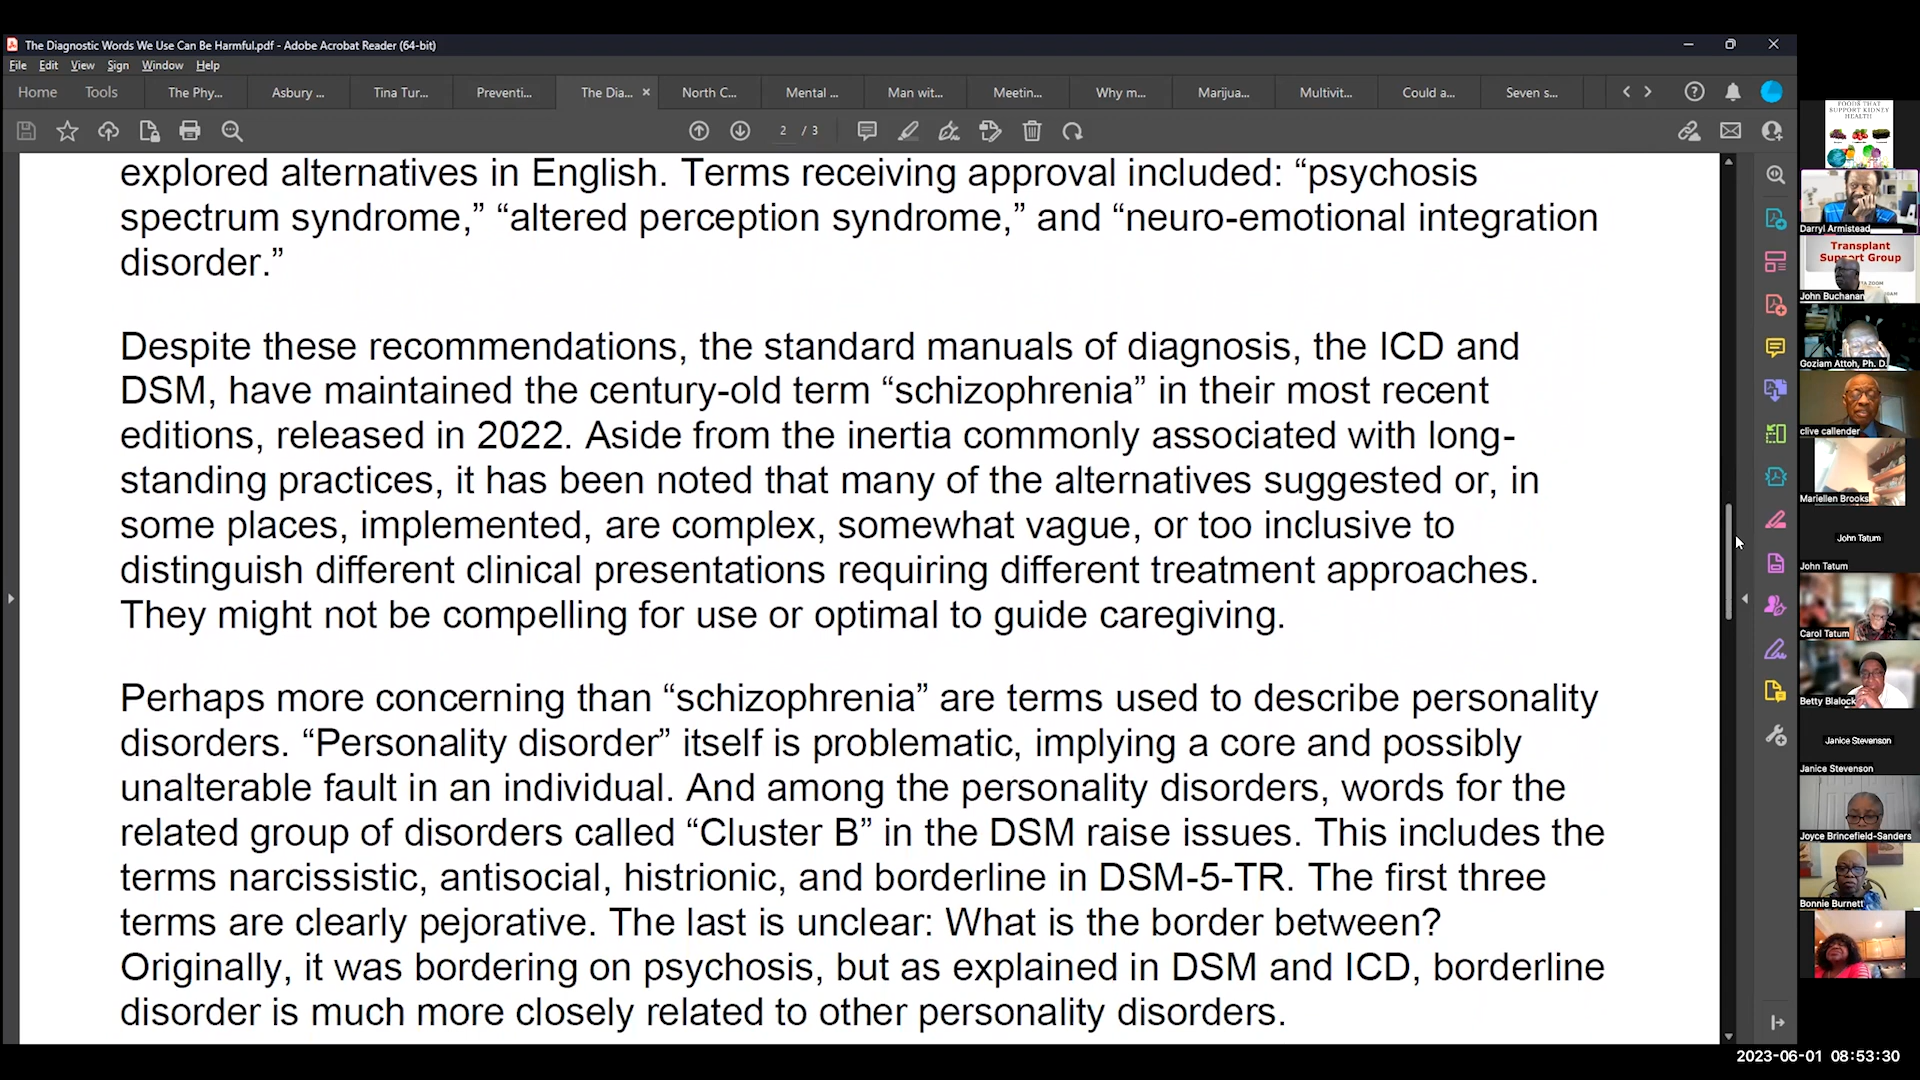 The Diagnostic Words We Use Can Be Harmful.pdf - Adobe Acrobat Reader (64-bit)
File Edit View Sign Window Help
Home Tools The Phy... Asbury ... Tina Tur... Preventi... The Dia... North C... Mental ... Man wit... Meetin... Why m... Marijua... Multivit... Could a... Seven s...
2 / 3
explored alternatives in English. Terms receiving approval included: “psychosis
spectrum syndrome,” “altered perception syndrome,” and “neuro-emotional integration
disorder.”
Despite these recommendations, the standard manuals of diagnosis, the ICD and
DSM, have maintained the century-old term “schizophrenia” in their most recent
editions, released in 2022. Aside from the inertia commonly associated with long-
standing practices, it has been noted that many of the alternatives suggested or, in
some places, implemented, are complex, somewhat vague, or too inclusive to
distinguish different clinical presentations requiring different treatment approaches.
They might not be compelling for use or optimal to guide caregiving.
Perhaps more concerning than “schizophrenia” are terms used to describe personality
disorders. “Personality disorder” itself is problematic, implying a core and possibly
unalterable fault in an individual. And among the personality disorders, words for the
related group of disorders called “Cluster B” in the DSM raise issues. This includes the
terms narcissistic, antisocial, histrionic, and borderline in DSM-5-TR. The first three
terms are clearly pejorative. The last is unclear: What is the border between?
Originally, it was bordering on psychosis, but as explained in DSM and ICD, borderline
disorder is much more closely related to other personality disorders.
FOODS THAT
SUPPORT KIDNEY
HEALTH
Darryl Armistead
Transplant
Support Group
ZOOM
John Buchanan
Goziam Attoh, Ph. D.
clive callender
Mariellen Brooks
John Tatum
John Tatum
Carol Tatum
Betty Blalock
Janice Stevenson
Janice Stevenson
Joyce Brincefield-Sanders
Bonnie Burnett
2023-06-01 08:53:30